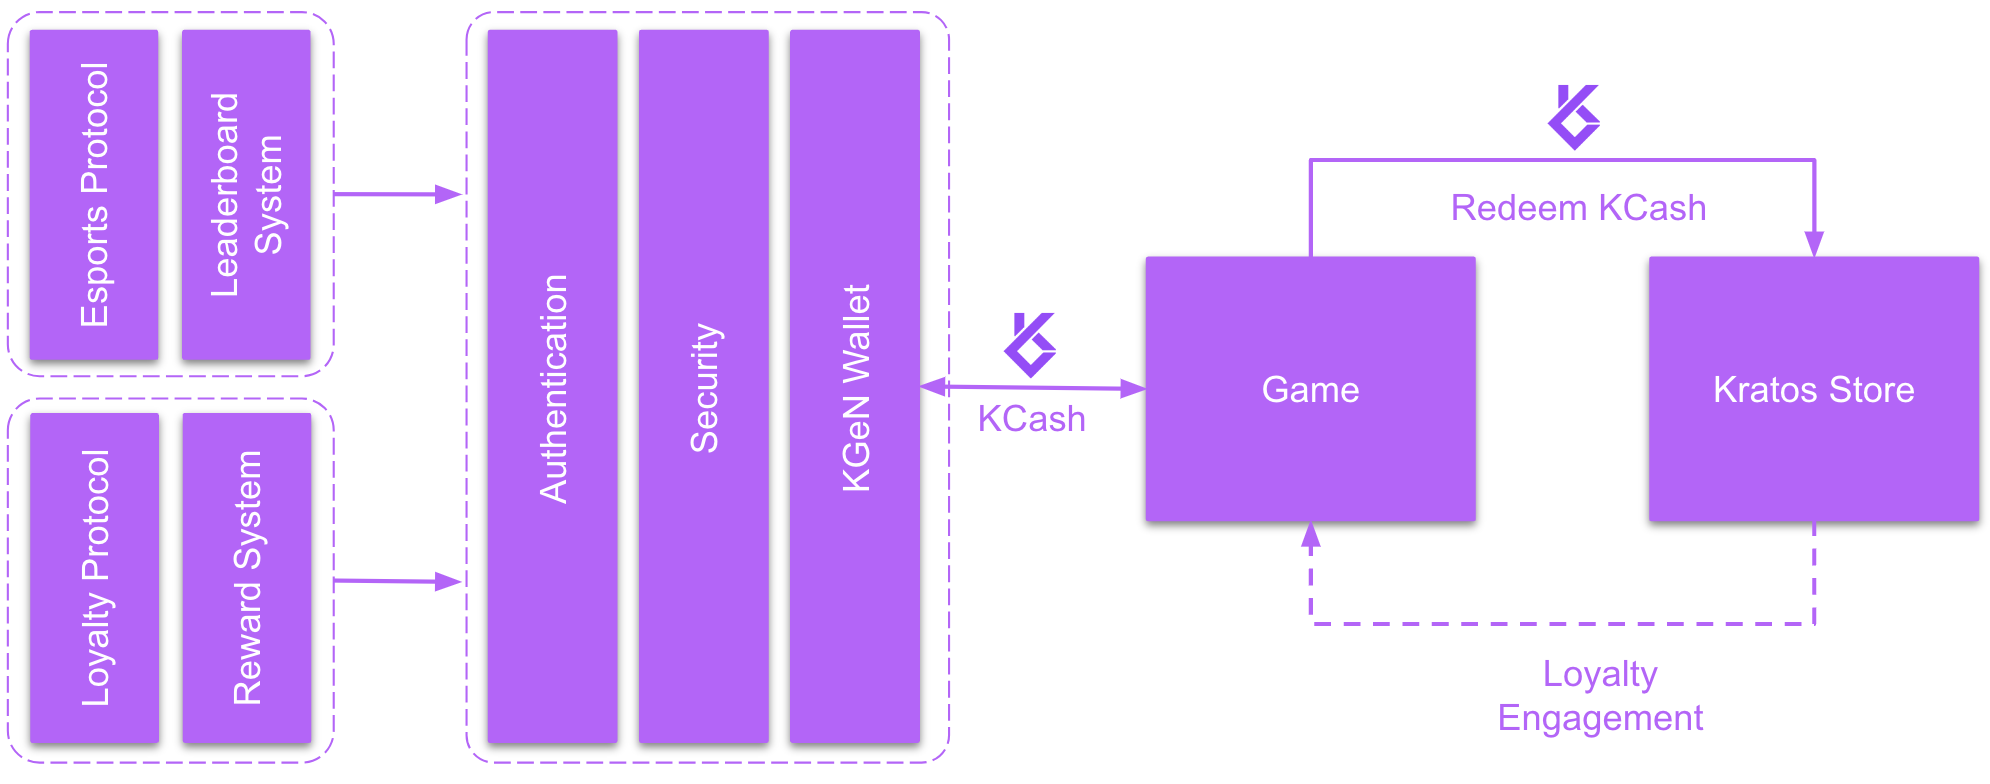 Esports Protocol
Leaderboard
System
Loyalty Protocol
Reward System
Authentication
Security
KGeN Wallet
KCash
Game
Redeem KCash
Kratos Store
Loyalty
Engagement